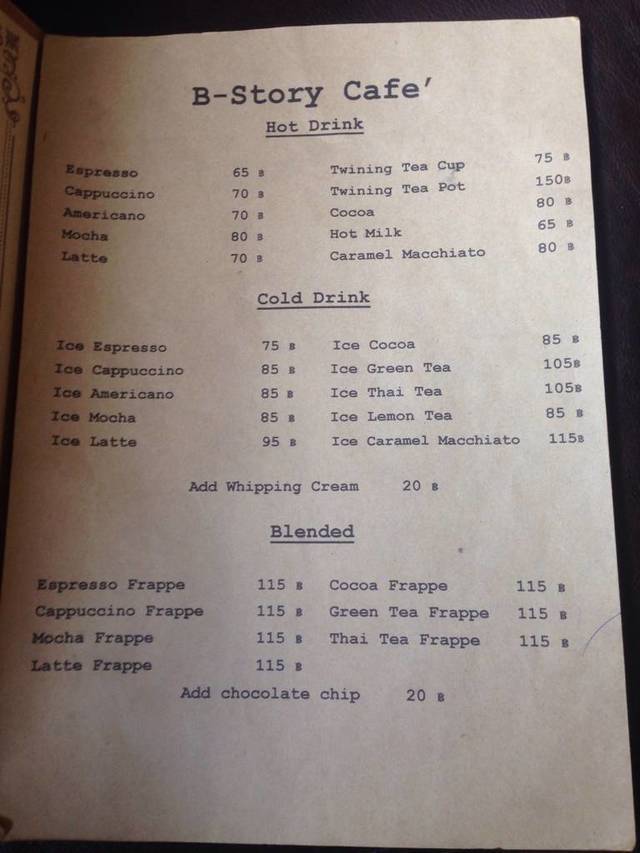 B-Story Cafe'
Hot Drink
Espresso 65 B Twining Tea Cup 75 B
Cappuccino 70 B Twining Tea Pot 150B
Americano 70 B Cocoa 80 B
Mocha 80 B Hot Milk 65 B
Latte 70 B Caramel Macchiato 80 B
Cold Drink
Ice Espresso 75 B Ice Cocoa 85 B
Ice Cappuccino 85 B Ice Green Tea 105B
Ice Americano 85 B Ice Thai Tea 105B
Ice Mocha 85 B Ice Lemon Tea 85 B
Ice Latte 95 B Ice Caramel Macchiato 115B
Add Whipping Cream 20 B
Blended
Espresso Frappe 115 B Cocoa Frappe 115 B
Cappuccino Frappe 115 B Green Tea Frappe 115 B
Mocha Frappe 115 B Thai Tea Frappe 115 B
Latte Frappe 115 B
Add chocolate chip 20 B